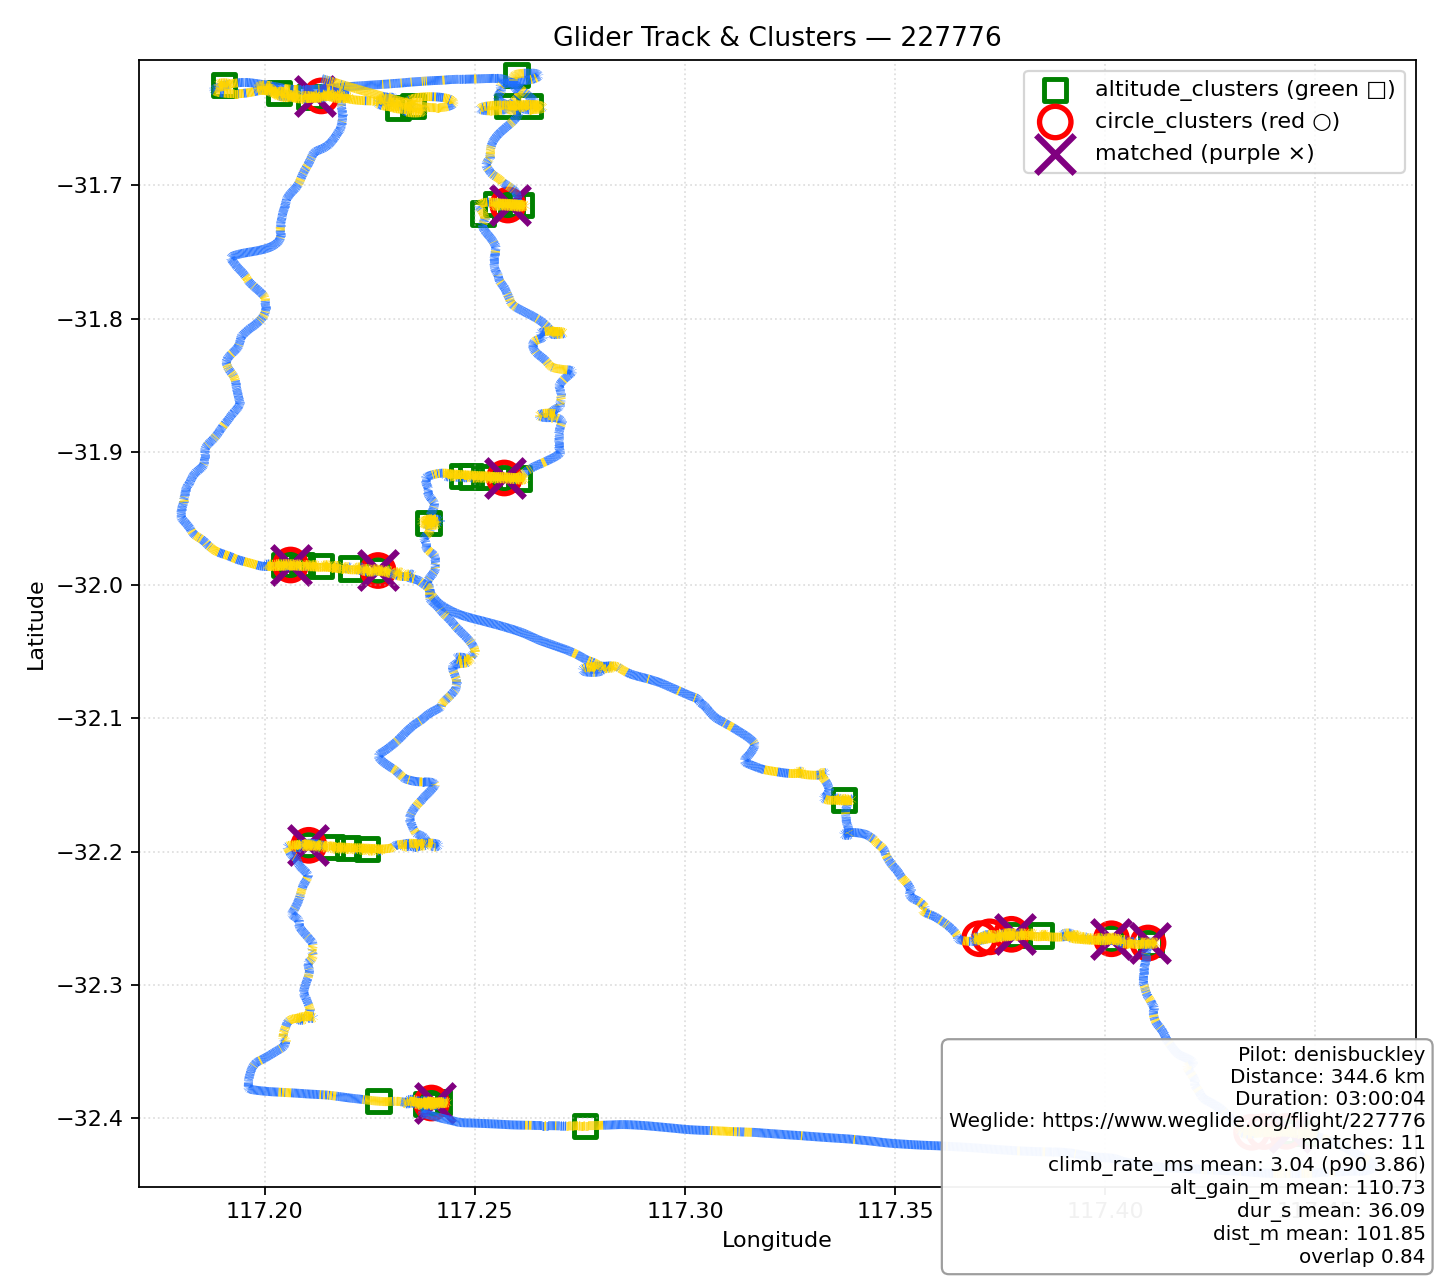 Glider Track & Clusters — 227776
altitude_clusters (green □)
circle_clusters (red ○)
matched (purple ×)
Latitude
−31.7
−31.8
−31.9
−32.0
−32.1
−32.2
−32.3
−32.4
117.20
117.25
117.30
117.35
117.40
Longitude
Pilot: denisbuckley
Distance: 344.6 km
Duration: 03:00:04
Weglide: https://www.weglide.org/flight/227776
matches: 11
climb_rate_ms mean: 3.04 (p90 3.86)
alt_gain_m mean: 110.73
dur_s mean: 36.09
dist_m mean: 101.85
overlap 0.84